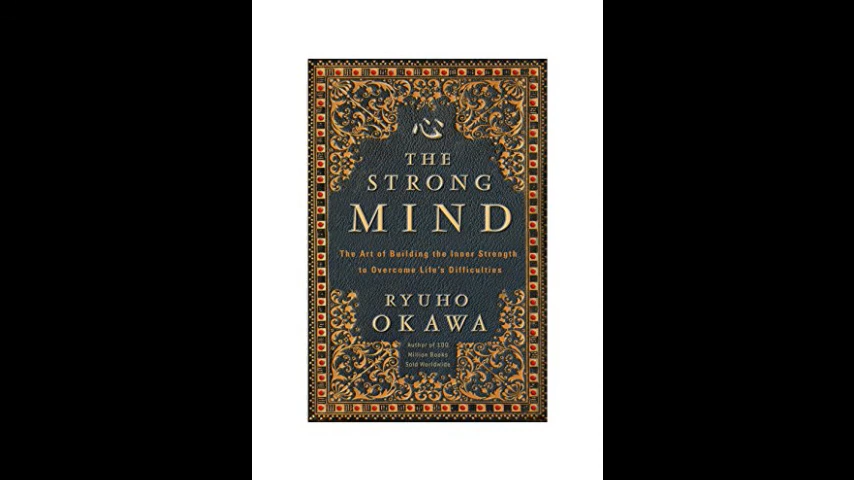 心
THE
STRONG
MIND
The Art of Building the Inner Strength
to Overcome Life's Difficulties
RYUHO
OKAWA
Author of 100
Million Books
Sold Worldwide